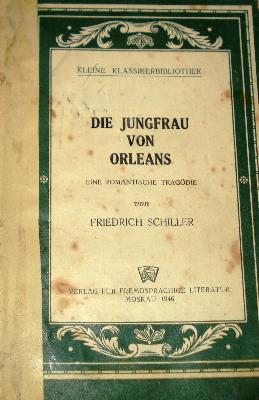 KLEINE KLASSIKERBIBLIOTHEK
DIE JUNGFRAU
VON
ORLEANS
EINE ROMANTISCHE TRAGÖDIE
von
FRIEDRICH SCHILLER
VERLAG FÜR FREMDSPRACHIGE LITERATUR
MOSKAU 1946